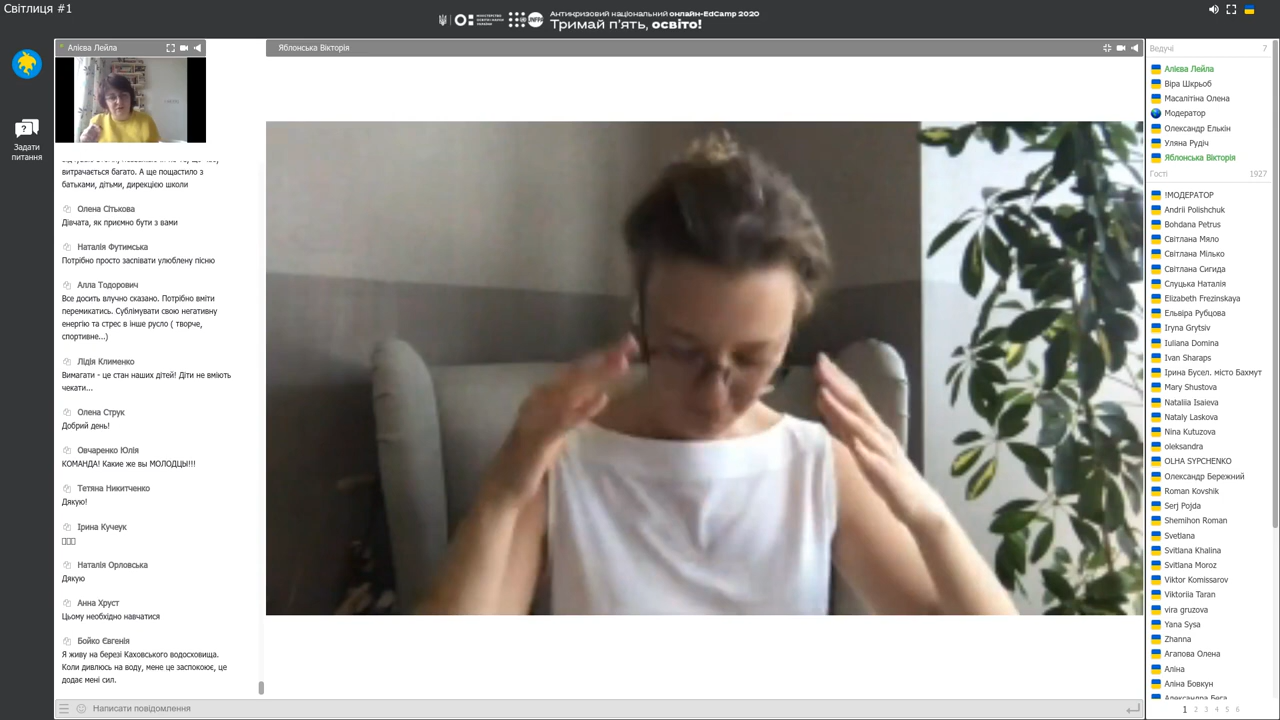 Світлиця #1
МІНІСТЕРСТВО
ОСВІТИ І НАУКИ
УКРАЇНИ
UNFPA
Антикризовий національний онлайн-EdCamp 2020
Тримай п'ять, освіто!
Задати
питання
Алієва Лейла
витрачається багато. А ще пощастило з
батьками, дітьми, дирекцією школи
Олена Сітькова
Дівчата, як приємно бути з вами
Наталія Футимська
Потрібно просто заспівати улюблену пісню
Алла Тодорович
Все досить влучно сказано. Потрібно вміти
перемикатись. Сублімувати свою негативну
енергію та стрес в інше русло ( творче,
спортивне...)
Лідія Клименко
Вимагати - це стан наших дітей! Діти не вміють
чекати...
Олена Струк
Добрий день!
Овчаренко Юлія
КОМАНДА! Какие же вы МОЛОДЦЫ!!!
Тетяна Никитченко
Дякую!
Ірина Кучеук
Наталія Орловська
Дякую
Анна Хруст
Цьому необхідно навчатися
Бойко Євгенія
Я живу на березі Каховського водосховища.
Коли дивлюсь на воду, мене це заспокоює, це
додає мені сил.
Написати повідомлення
Яблонська Вікторія
Ведучі 7
Алієва Лейла
Віра Шкрьоб
Масалітіна Олена
Модератор
Олександр Елькін
Уляна Рудіч
Яблонська Вікторія
Гості 1927
!МОДЕРАТОР
Andrii Polishchuk
Bohdana Petrus
Світлана Мяло
Світлана Мілько
Світлана Сигида
Слуцька Наталія
Elizabeth Frezinskaya
Ельвіра Рубцова
Iryna Grytsiv
Iuliana Domina
Ivan Sharaps
Ірина Бусел. місто Бахмут
Mary Shustova
Nataliia Isaieva
Nataly Laskova
Nina Kutuzova
oleksandra
OLHA SYPCHENKO
Олександр Бережний
Roman Kovshik
Serj Pojda
Shemihon Roman
Svetlana
Svitlana Khalina
Svitlana Moroz
Viktor Komissarov
Viktoriia Taran
vira gruzova
Yana Sysa
Zhanna
Агапова Олена
Аліна
Аліна Бовкун
1 2 3 4 5 6